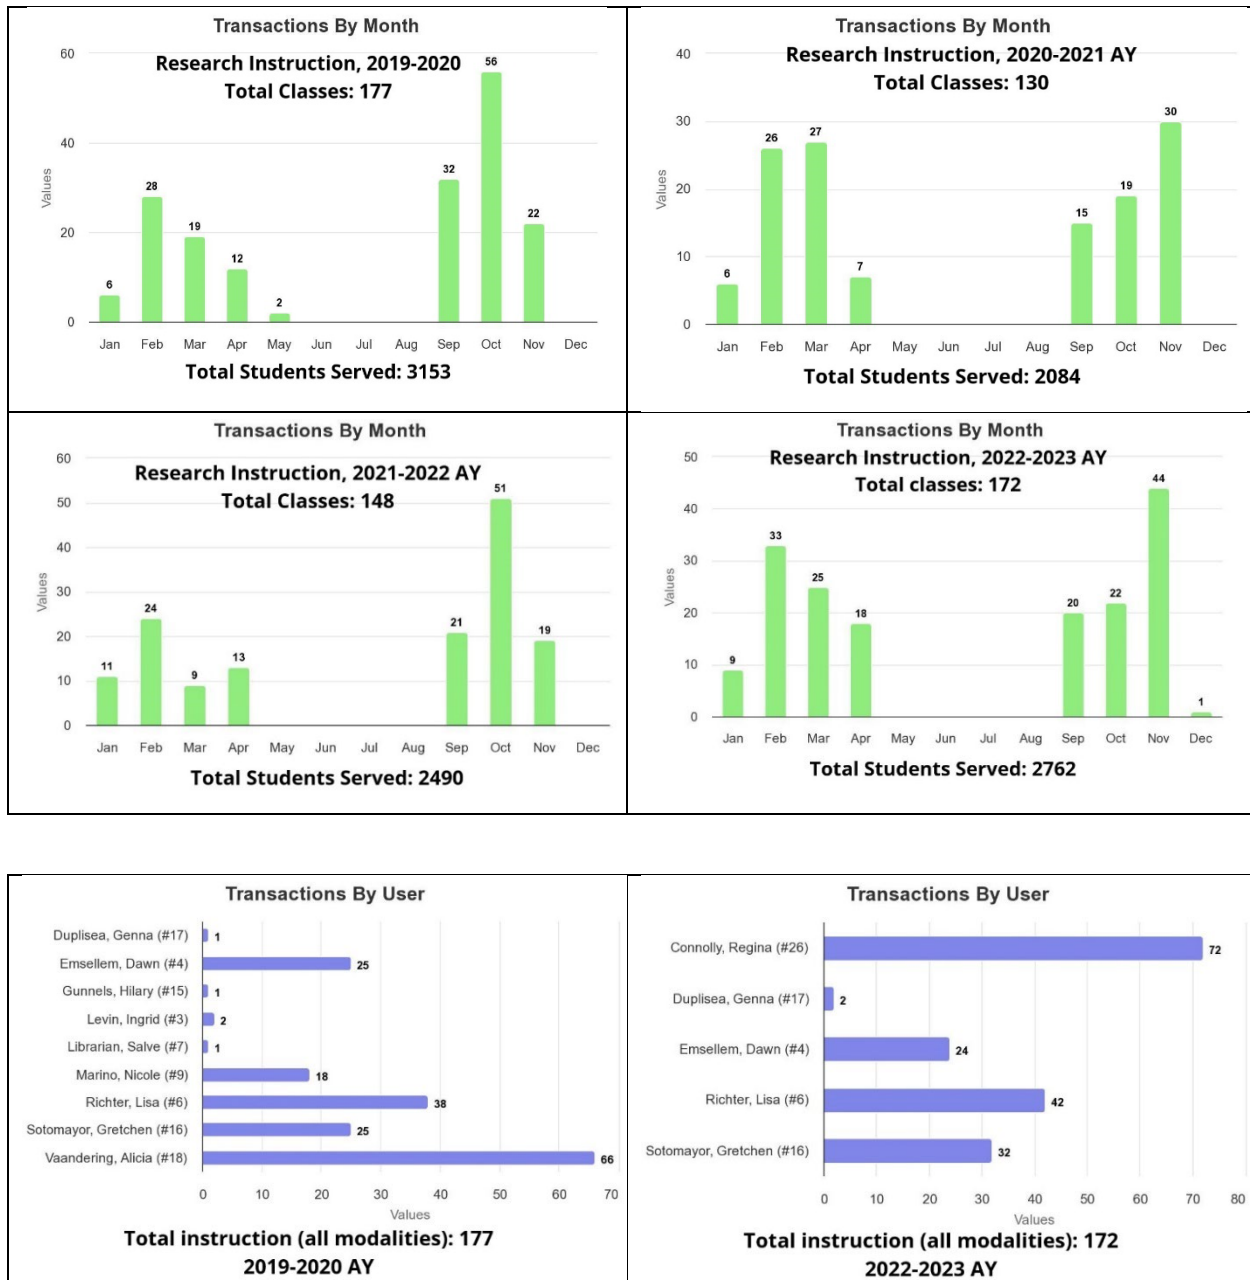 Transactions By Month
Research Instruction, 2019-2020
Total Classes: 177
Values
60
40
20
0
6
28
19
12
2
32
56
22
Jan Feb Mar Apr May Jun Jul Aug Sep Oct Nov Dec
Total Students Served: 3153
Transactions By Month
Research Instruction, 2020-2021 AY
Total Classes: 130
Values
40
30
20
10
0
6
26
27
7
15
19
30
Jan Feb Mar Apr May Jun Jul Aug Sep Oct Nov Dec
Total Students Served: 2084
Transactions By Month
Research Instruction, 2021-2022 AY
Total Classes: 148
Values
60
50
40
30
20
10
0
11
24
9
13
21
51
19
Jan Feb Mar Apr May Jun Jul Aug Sep Oct Nov Dec
Total Students Served: 2490
Transactions By Month
Research Instruction, 2022-2023 AY
Total classes: 172
Values
50
40
30
20
10
0
9
33
25
18
20
22
44
1
Jan Feb Mar Apr May Jun Jul Aug Sep Oct Nov Dec
Total Students Served: 2762
Transactions By User
Duplisea, Genna (#17) 1
Emsellem, Dawn (#4) 25
Gunnels, Hilary (#15) 1
Levin, Ingrid (#3) 2
Librarian, Salve (#7) 1
Marino, Nicole (#9) 18
Richter, Lisa (#6) 38
Sotomayor, Gretchen (#16) 25
Vaandering, Alicia (#18) 66
0 10 20 30 40 50 60 70
Values
Total instruction (all modalities): 177
2019-2020 AY
Transactions By User
Connolly, Regina (#26) 72
Duplisea, Genna (#17) 2
Emsellem, Dawn (#4) 24
Richter, Lisa (#6) 42
Sotomayor, Gretchen (#16) 32
0 10 20 30 40 50 60 70 80
Values
Total instruction (all modalities): 172
2022-2023 AY